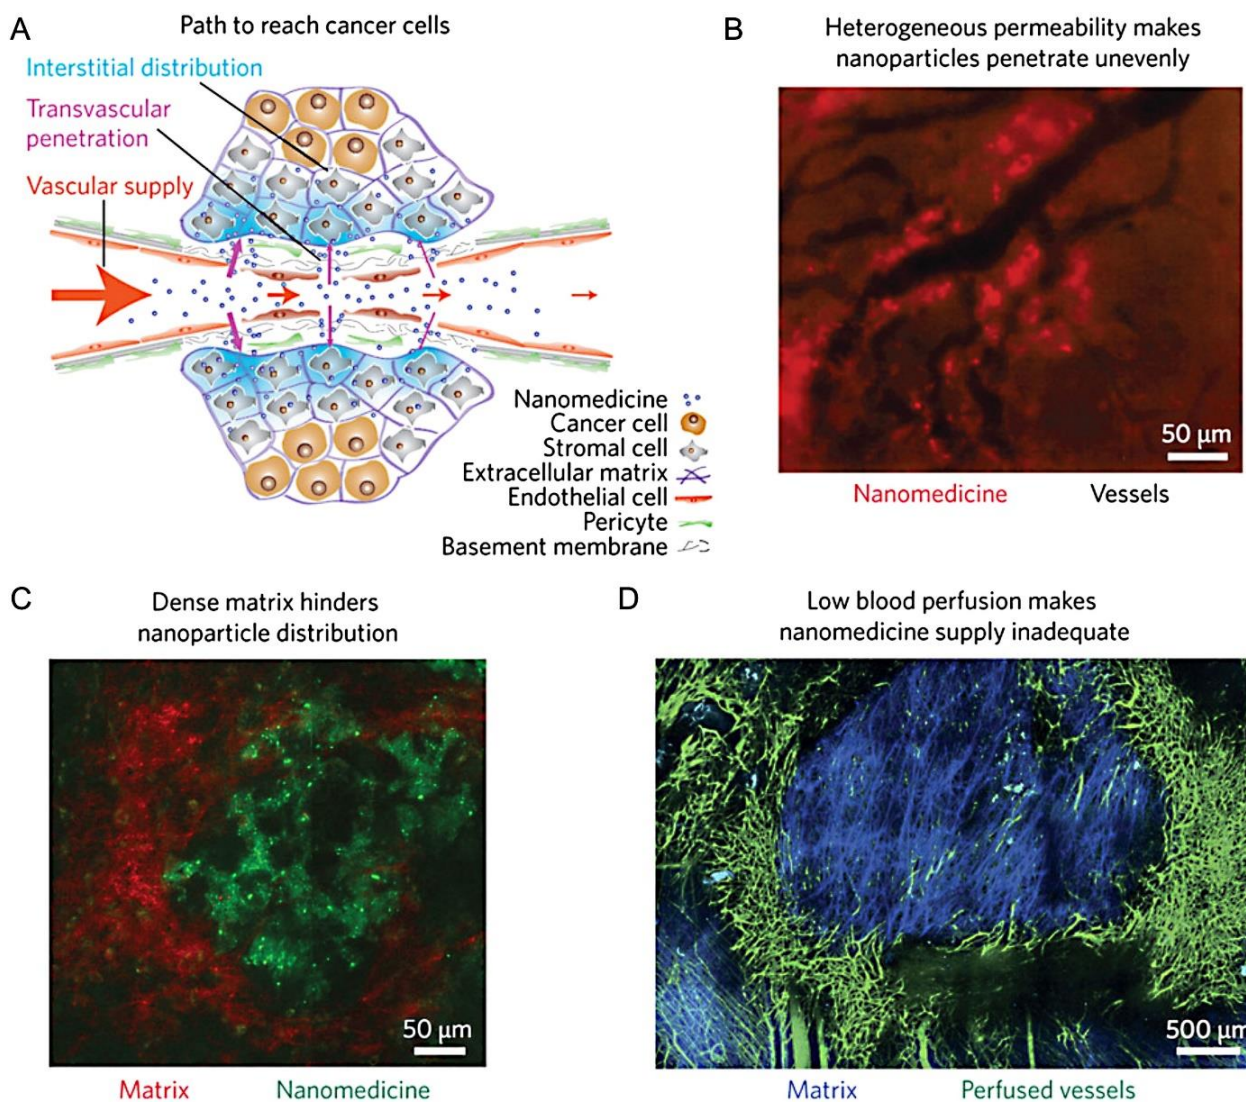 A
Path to reach cancer cells
Interstitial distribution
Transvascular
penetration
Vascular supply
Nanomedicine
Cancer cell
Stromal cell
Extracellular matrix
Endothelial cell
Pericyte
Basement membrane
B
Heterogeneous permeability makes
nanoparticles penetrate unevenly
50 μm
Nanomedicine
Vessels
C
Dense matrix hinders
nanoparticle distribution
50 μm
Matrix
Nanomedicine
D
Low blood perfusion makes
nanomedicine supply inadequate
500 μm
Matrix
Perfused vessels